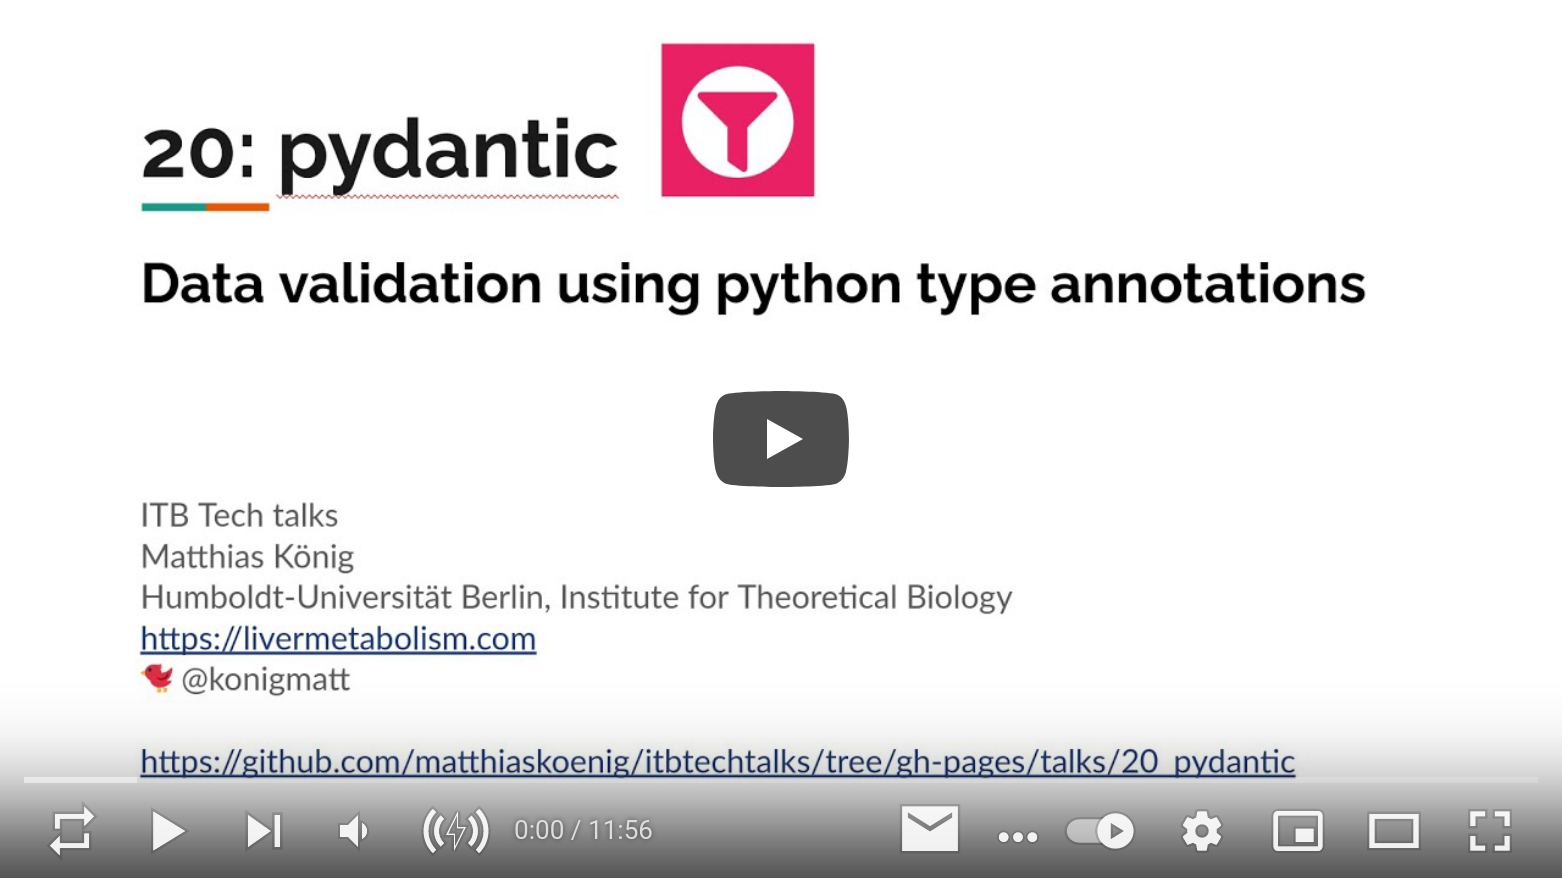 20: pydantic
Data validation using python type annotations
ITB Tech talks
Matthias König
Humboldt-Universität Berlin, Institute for Theoretical Biology
https://livermetabolism.com
@konigmatt
https://github.com/matthiaskoenig/itbtechtalks/tree/gh-pages/talks/20_pydantic
0:00 / 11:56